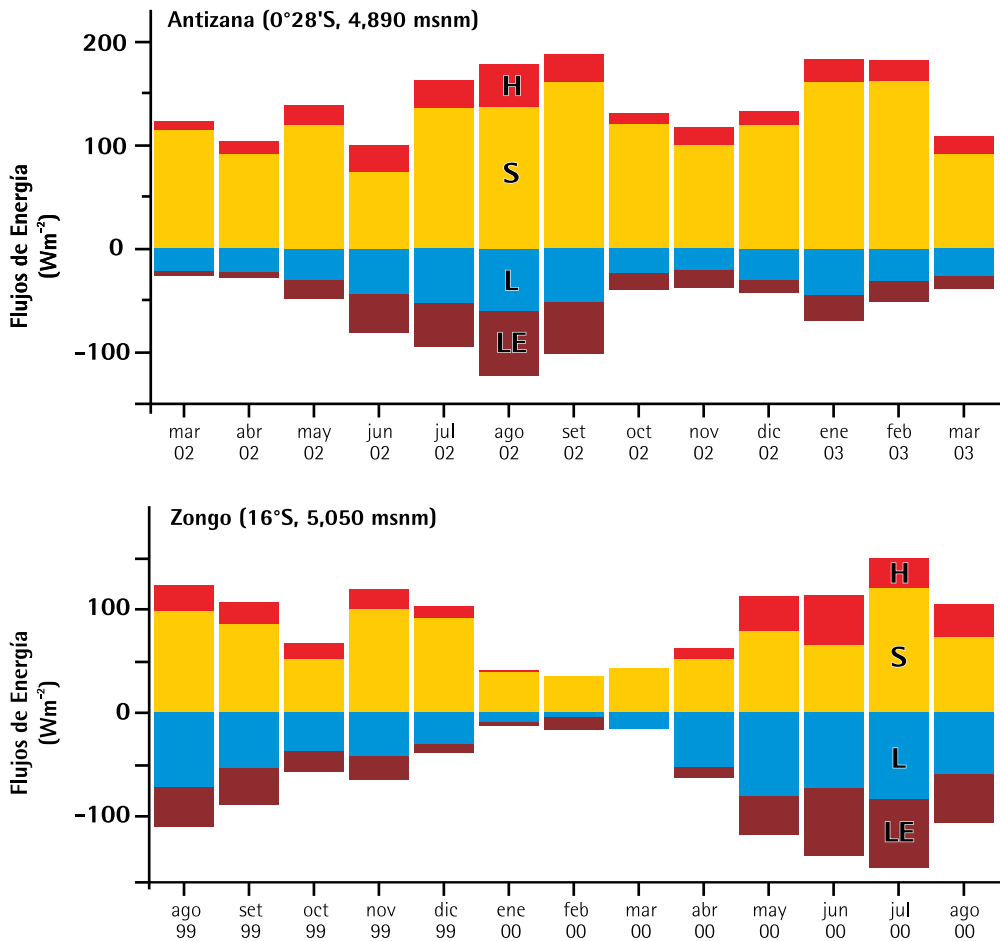 Antizana (0°28'S, 4,890 msnm)
200
100
0
-100
Flujos de Energía
(Wm⁻²)
H
S
L
LE
mar abr may jun jul ago set oct nov dic ene feb mar
02 02 02 02 02 02 02 02 02 02 03 03 03
Zongo (16°S, 5,050 msnm)
100
0
-100
Flujos de Energía
(Wm⁻²)
H
S
L
LE
ago set oct nov dic ene feb mar abr may jun jul ago
99 99 99 99 99 00 00 00 00 00 00 00 00